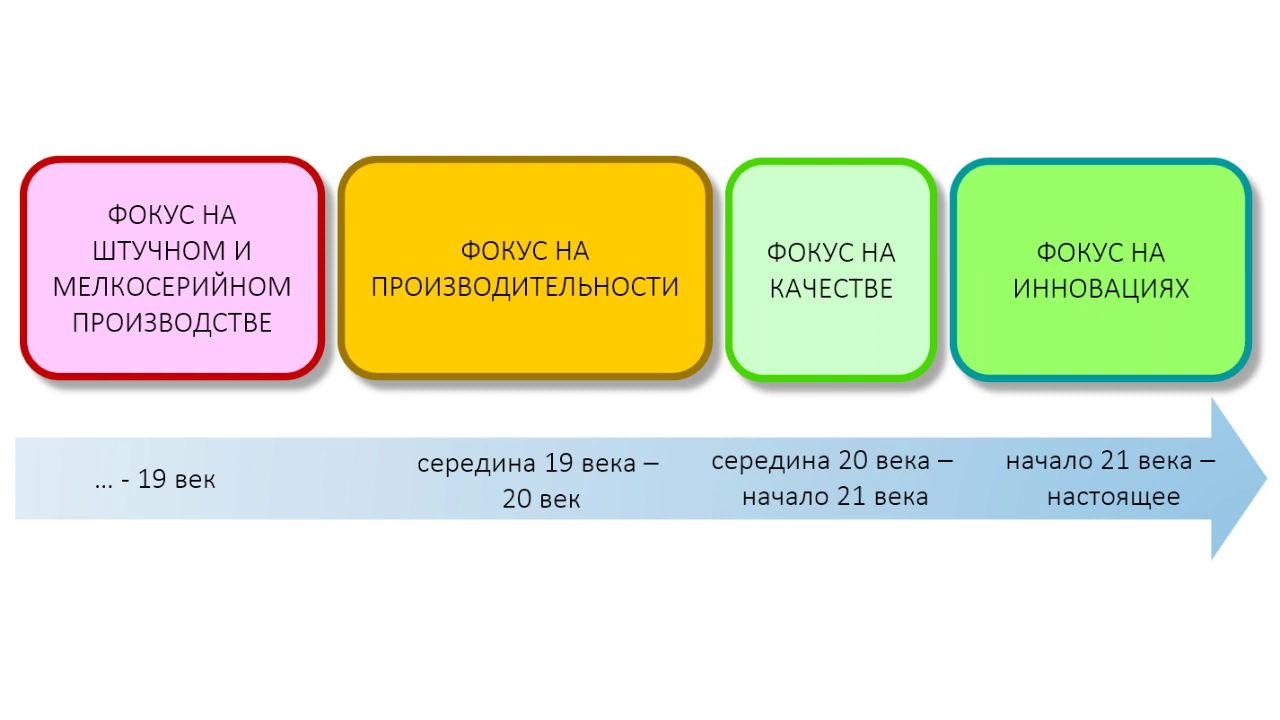 ФОКУС НА
ШТУЧНОМ И
МЕЛКОСЕРИЙНОМ
ПРОИЗВОДСТВЕ
ФОКУС НА
ПРОИЗВОДИТЕЛЬНОСТИ
ФОКУС НА
КАЧЕСТВЕ
ФОКУС НА
ИННОВАЦИЯХ
... - 19 век
середина 19 века –
20 век
середина 20 века –
начало 21 века
начало 21 века –
настоящее